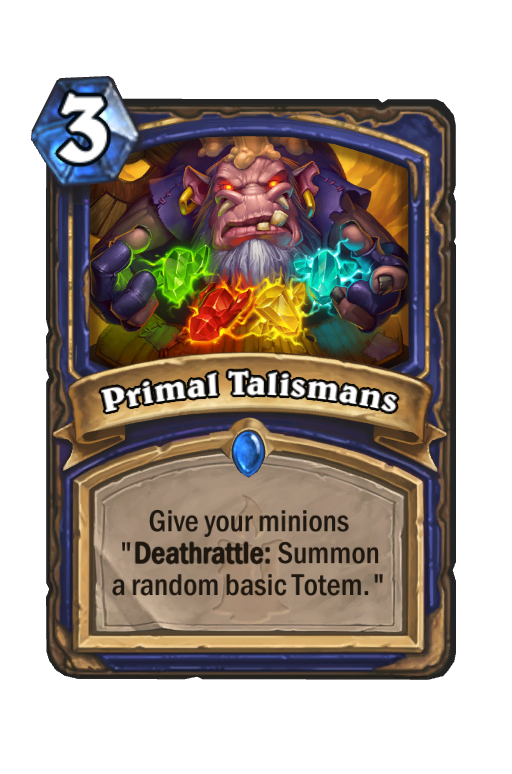 3
Primal Talismans
Give your minions
"Deathrattle: Summon
a random basic Totem."